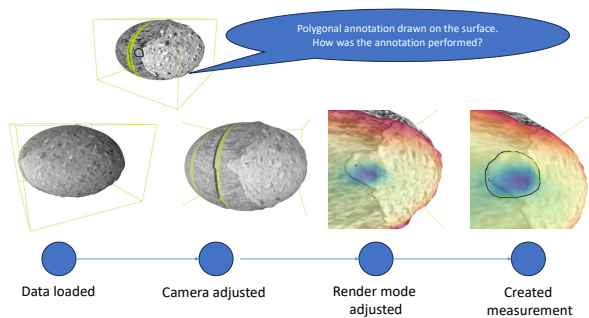 Polygonal annotation drawn on the surface.
How was the annotation performed?
Data loaded
Camera adjusted
Render mode
adjusted
Created
measurement